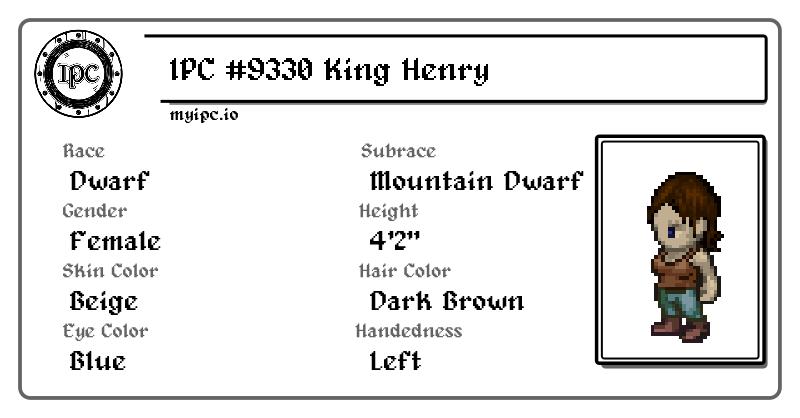 IPC
IPC #9330 King Henry
myipc.io
Race
Subrace
Dwarf
Mountain Dwarf
Gender
Height
Female
4'2"
Skin Color
Hair Color
Beige
Dark Brown
Eye Color
Handedness
Blue
Left